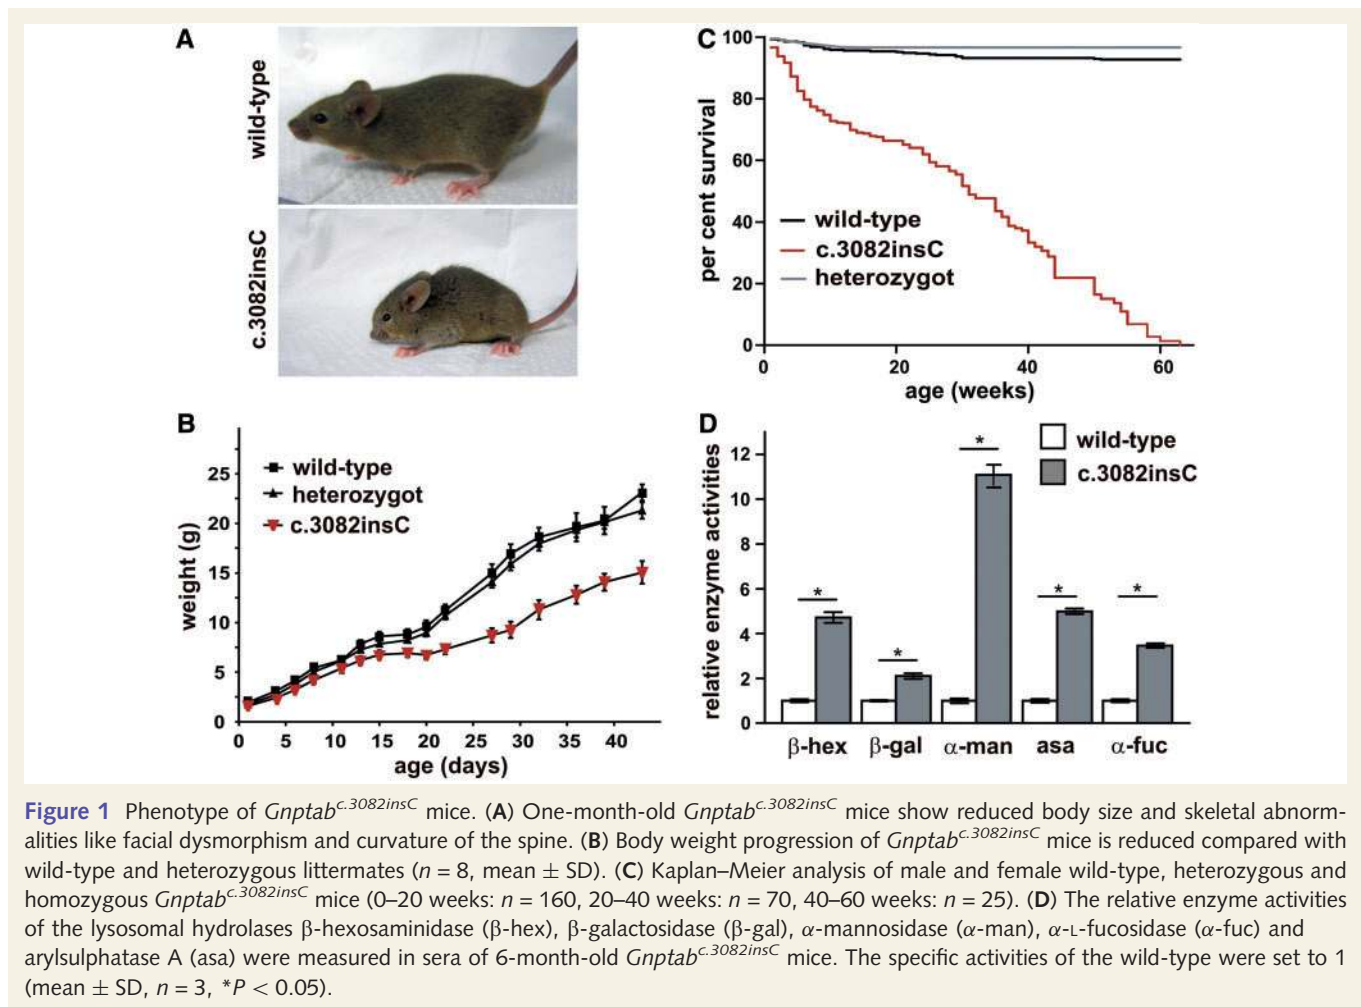 A
wild-type
c.3082insC
B
weight (g)
25
20
15
10
5
0
wild-type
heterozygot
c.3082insC
0 5 10 15 20 25 30 35 40
age (days)
C
per cent survival
100
80
60
40
20
0
wild-type
c.3082insC
heterozygot
0 20 40 60
age (weeks)
D
relative enzyme activities
12
10
8
6
4
2
0
wild-type
c.3082insC
* * * * *
β-hex β-gal α-man asa α-fuc
Figure 1 Phenotype of Gnptabc.3082insC mice. (A) One-month-old Gnptabc.3082insC mice show reduced body size and skeletal abnorm-
alities like facial dysmorphism and curvature of the spine. (B) Body weight progression of Gnptabc.3082insC mice is reduced compared with
wild-type and heterozygous littermates (n = 8, mean ± SD). (C) Kaplan–Meier analysis of male and female wild-type, heterozygous and
homozygous Gnptabc.3082insC mice (0–20 weeks: n = 160, 20–40 weeks: n = 70, 40–60 weeks: n = 25). (D) The relative enzyme activities
of the lysosomal hydrolases β-hexosaminidase (β-hex), β-galactosidase (β-gal), α-mannosidase (α-man), α-L-fucosidase (α-fuc) and
arylsulphatase A (asa) were measured in sera of 6-month-old Gnptabc.3082insC mice. The specific activities of the wild-type were set to 1
(mean ± SD, n = 3, *P < 0.05).